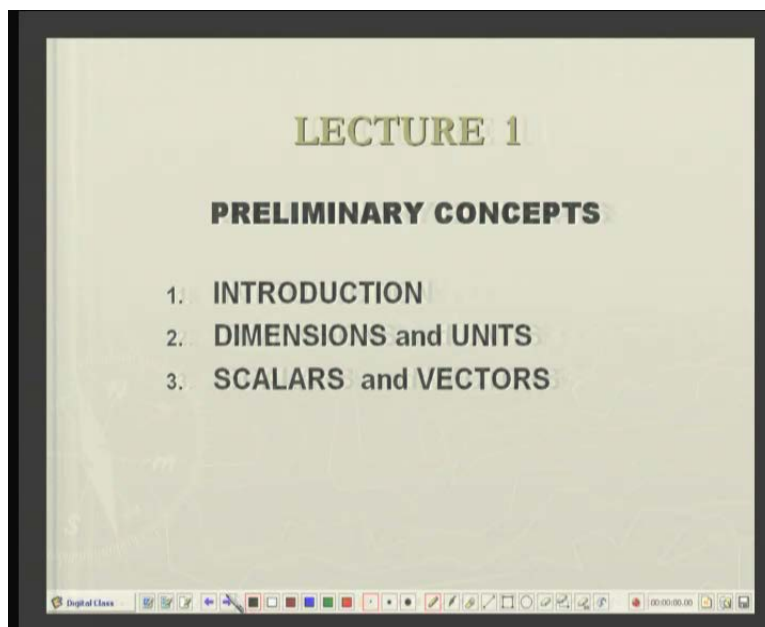 LECTURE 1
PRELIMINARY CONCEPTS
1. INTRODUCTION
2. DIMENSIONS and UNITS
3. SCALARS and VECTORS
Digital Class
00:00:00.00